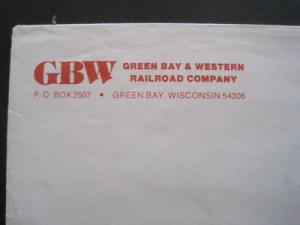 GBW GREEN BAY & WESTERN
RAILROAD COMPANY
P. O. BOX 2507 • GREEN BAY, WISCONSIN 54306